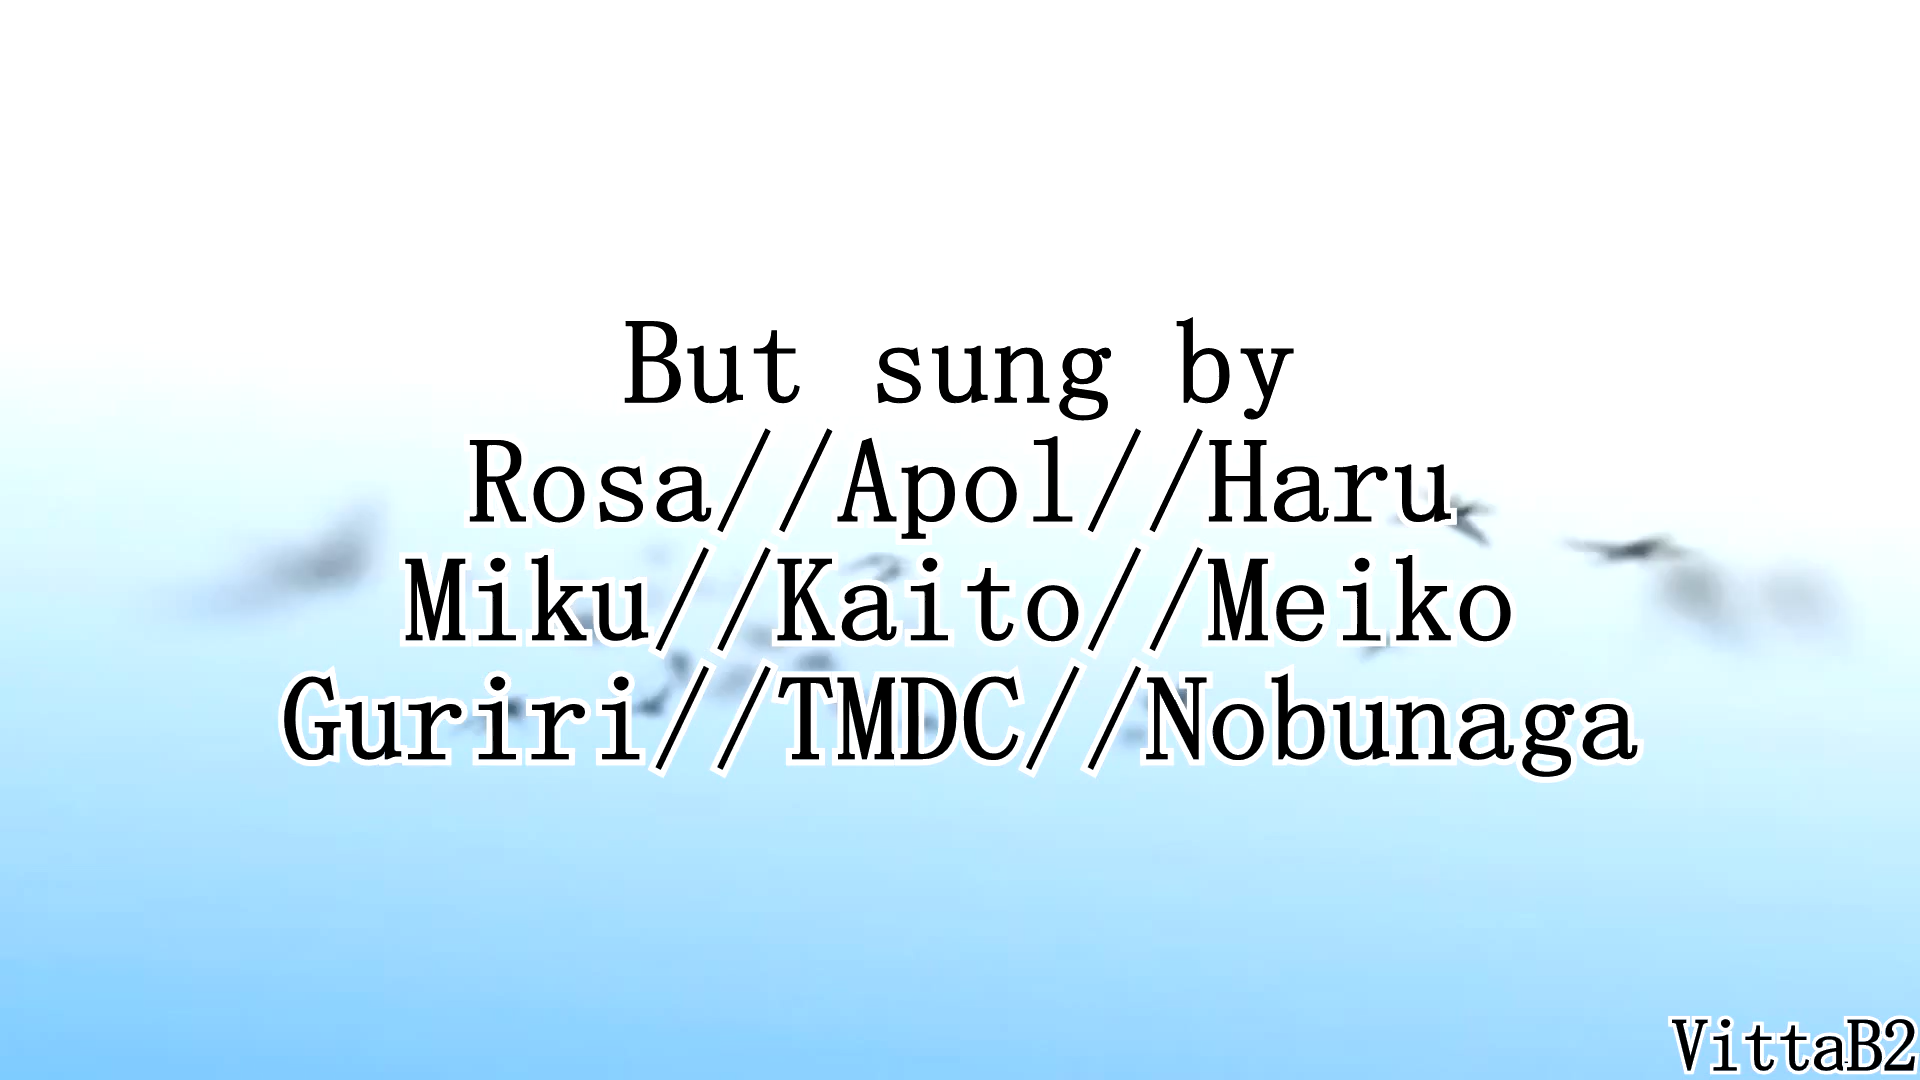 But sung by
Rosa//Apol//Haru
Miku//Kaito//Meiko
Guriri//TMDC//Nobunaga
VittaB2